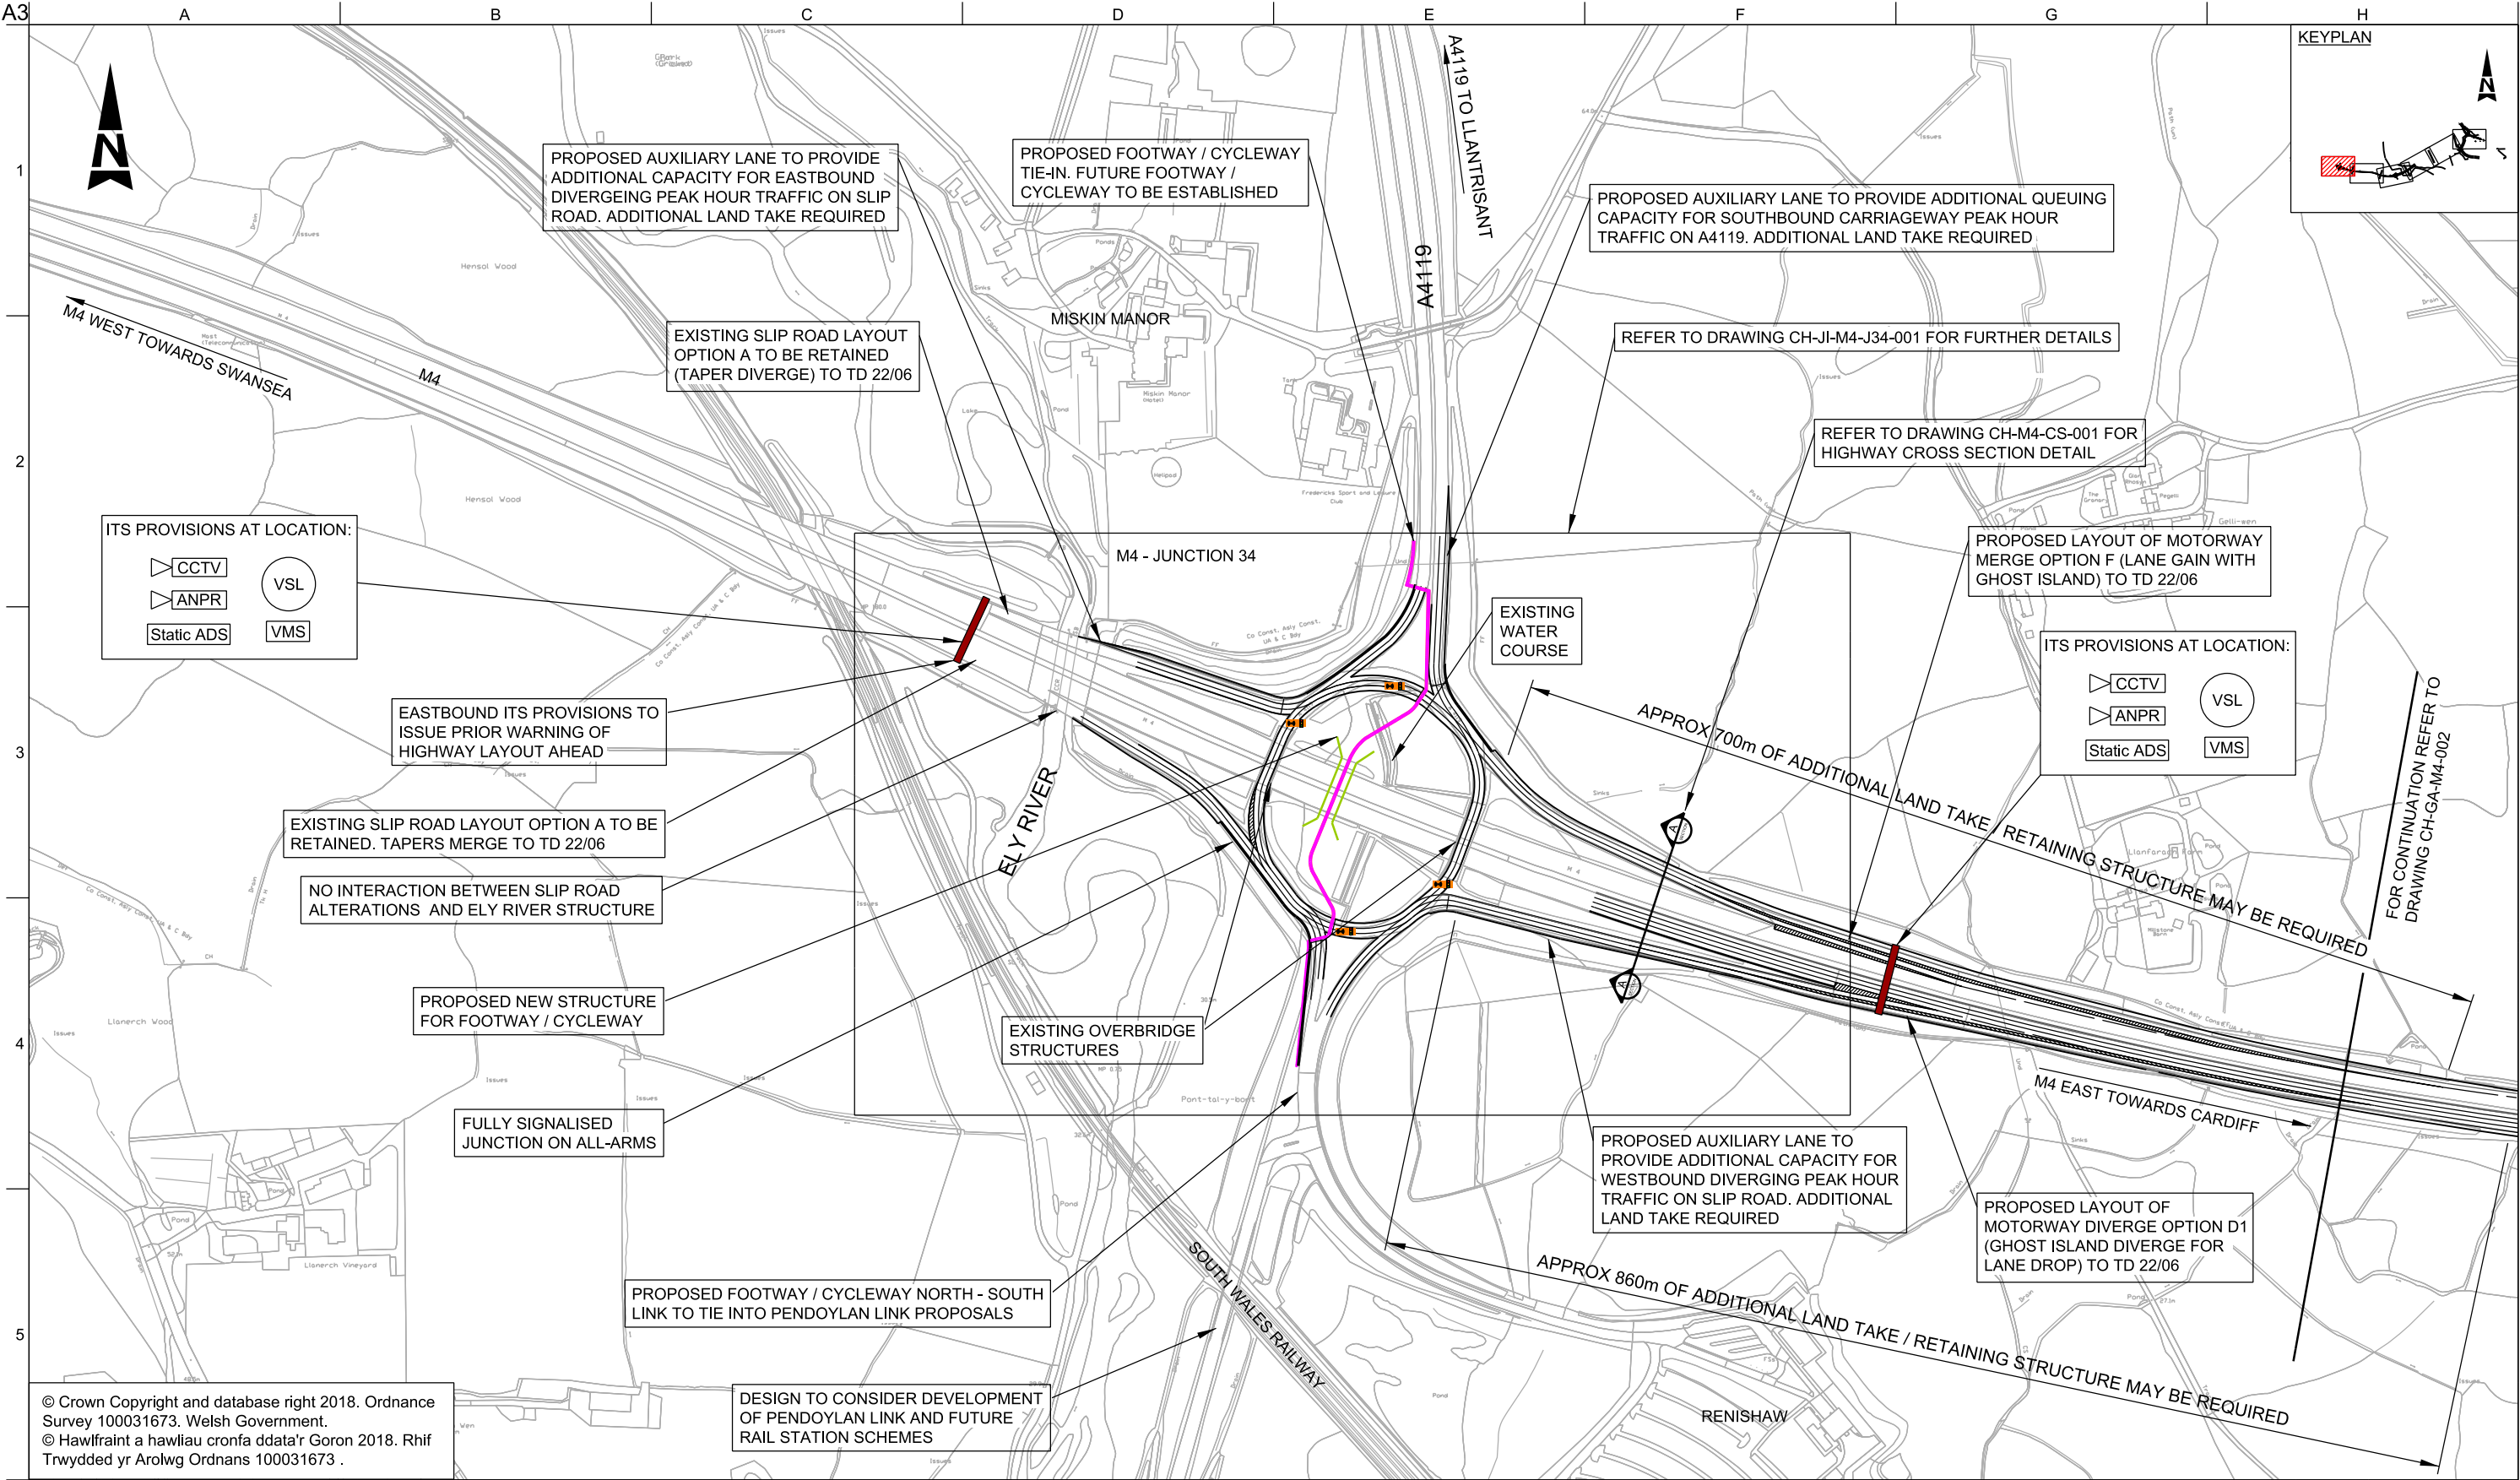 A3
A
B
C
D
E
F
G
H
1
2
3
4
5
N
KEYPLAN
N
A4119 TO LLANTRISANT
A4119
PROPOSED AUXILIARY LANE TO PROVIDE
ADDITIONAL CAPACITY FOR EASTBOUND
DIVERGEING PEAK HOUR TRAFFIC ON SLIP
ROAD. ADDITIONAL LAND TAKE REQUIRED
PROPOSED FOOTWAY / CYCLEWAY
TIE-IN. FUTURE FOOTWAY /
CYCLEWAY TO BE ESTABLISHED
PROPOSED AUXILIARY LANE TO PROVIDE ADDITIONAL QUEUING
CAPACITY FOR SOUTHBOUND CARRIAGEWAY PEAK HOUR
TRAFFIC ON A4119. ADDITIONAL LAND TAKE REQUIRED
M4 WEST TOWARDS SWANSEA
M4
Hensol Wood
EXISTING SLIP ROAD LAYOUT
OPTION A TO BE RETAINED
(TAPER DIVERGE) TO TD 22/06
MISKIN MANOR
Miskin Manor
(Hotel)
Helipad
Fredericks Sport and Leisure
Club
REFER TO DRAWING CH-JI-M4-J34-001 FOR FURTHER DETAILS
REFER TO DRAWING CH-M4-CS-001 FOR
HIGHWAY CROSS SECTION DETAIL
Hensol Wood
ITS PROVISIONS AT LOCATION:
CCTV
ANPR
Static ADS
VSL
VMS
M4 - JUNCTION 34
PROPOSED LAYOUT OF MOTORWAY
MERGE OPTION F (LANE GAIN WITH
GHOST ISLAND) TO TD 22/06
EXISTING
WATER
COURSE
ITS PROVISIONS AT LOCATION:
CCTV
ANPR
Static ADS
VSL
VMS
EASTBOUND ITS PROVISIONS TO
ISSUE PRIOR WARNING OF
HIGHWAY LAYOUT AHEAD
APPROX 700m OF ADDITIONAL LAND TAKE / RETAINING STRUCTURE MAY BE REQUIRED
FOR CONTINUATION REFER TO
DRAWING CH-GA-M4-002
EXISTING SLIP ROAD LAYOUT OPTION A TO BE
RETAINED. TAPERS MERGE TO TD 22/06
ELY RIVER
A
A
NO INTERACTION BETWEEN SLIP ROAD
ALTERATIONS AND ELY RIVER STRUCTURE
PROPOSED NEW STRUCTURE
FOR FOOTWAY / CYCLEWAY
Llanerch Wood
EXISTING OVERBRIDGE
STRUCTURES
FULLY SIGNALISED
JUNCTION ON ALL-ARMS
Pont-tal-y-bont
M4 EAST TOWARDS CARDIFF
PROPOSED AUXILIARY LANE TO
PROVIDE ADDITIONAL CAPACITY FOR
WESTBOUND DIVERGING PEAK HOUR
TRAFFIC ON SLIP ROAD. ADDITIONAL
LAND TAKE REQUIRED
PROPOSED LAYOUT OF
MOTORWAY DIVERGE OPTION D1
(GHOST ISLAND DIVERGE FOR
LANE DROP) TO TD 22/06
Llanerch Vineyard
PROPOSED FOOTWAY / CYCLEWAY NORTH - SOUTH
LINK TO TIE INTO PENDOYLAN LINK PROPOSALS
SOUTH WALES RAILWAY
APPROX 860m OF ADDITIONAL LAND TAKE / RETAINING STRUCTURE MAY BE REQUIRED
DESIGN TO CONSIDER DEVELOPMENT
OF PENDOYLAN LINK AND FUTURE
RAIL STATION SCHEMES
RENISHAW
© Crown Copyright and database right 2018. Ordnance
Survey 100031673. Welsh Government.
© Hawlfraint a hawliau cronfa ddata'r Goron 2018. Rhif
Trwydded yr Arolwg Ordnans 100031673 .